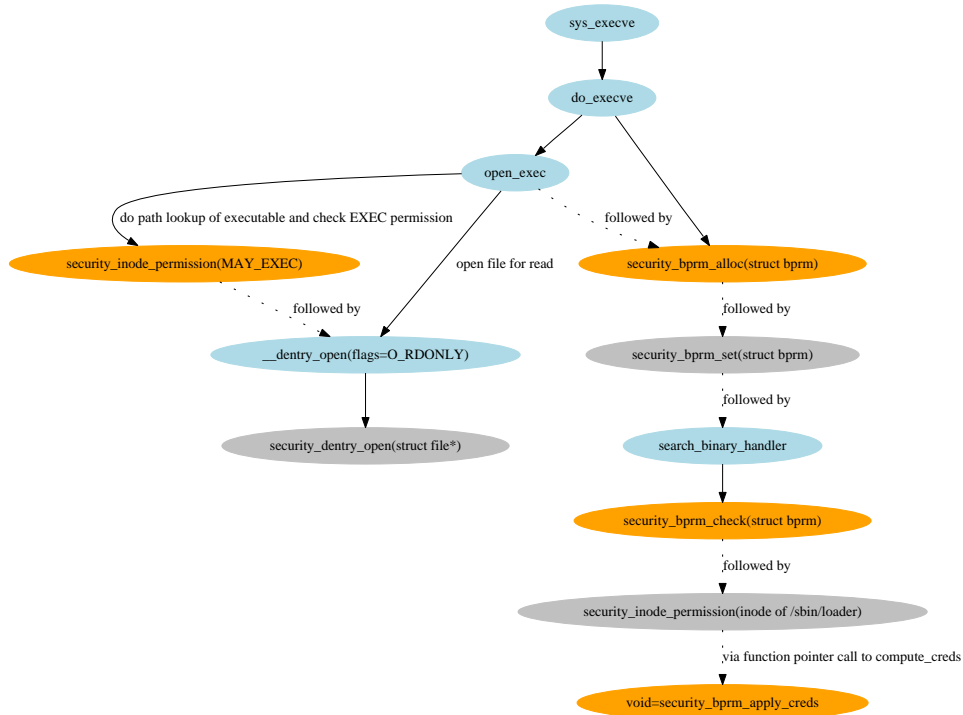 sys_execve
do_execve
open_exec
do path lookup of executable and check EXEC permission
followed by
security_inode_permission(MAY_EXEC)
open file for read
security_bprm_alloc(struct bprm)
followed by
followed by
__dentry_open(flags=O_RDONLY)
security_bprm_set(struct bprm)
followed by
security_dentry_open(struct file*)
search_binary_handler
security_bprm_check(struct bprm)
followed by
security_inode_permission(inode of /sbin/loader)
via function pointer call to compute_creds
void=security_bprm_apply_creds